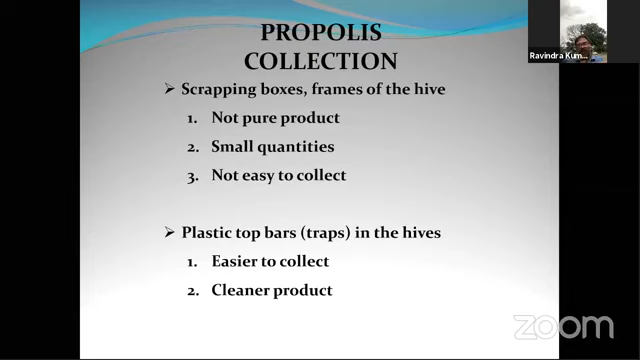 PROPOLIS
COLLECTION
➢ Scrapping boxes, frames of the hive
1. Not pure product
2. Small quantities
3. Not easy to collect
➢ Plastic top bars (traps) in the hives
1. Easier to collect
2. Cleaner product
Ravindra Kum...
zoom